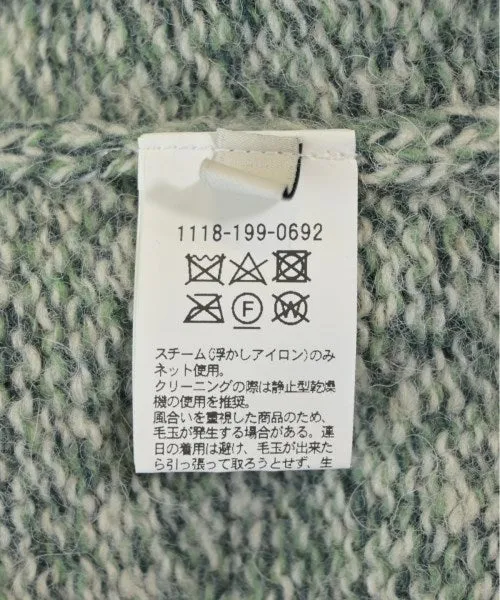 1118-199-0692
F W
スチーム(浮かしアイロン)のみ
ネット使用。
クリーニングの際は静止型乾燥
機の使用を推奨。
風合いを重視した商品のため、
毛玉が発生する場合がある。連
日の着用は避け、毛玉が出来た
ら引っ張って取ろうとせず、生